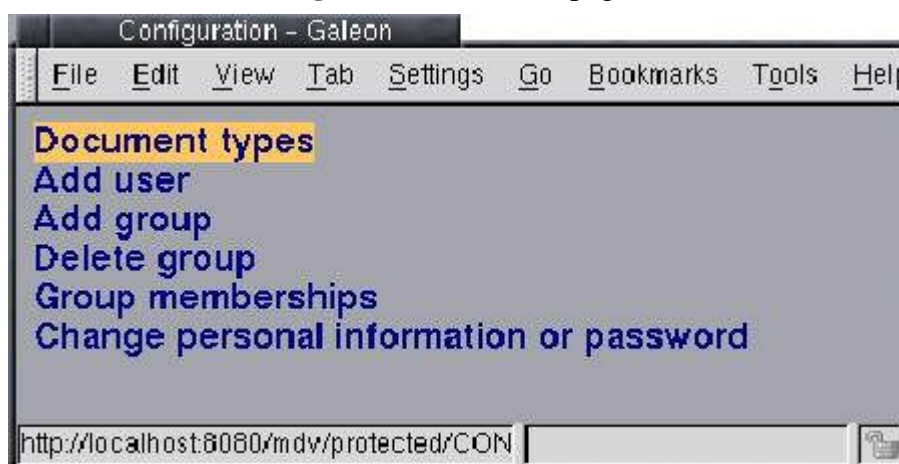 Configuration – Galeon
File Edit View Tab Settings Go Bookmarks Tools Help
Document types
Add user
Add group
Delete group
Group memberships
Change personal information or password
http://localhost:8080/mdv/protected/CON